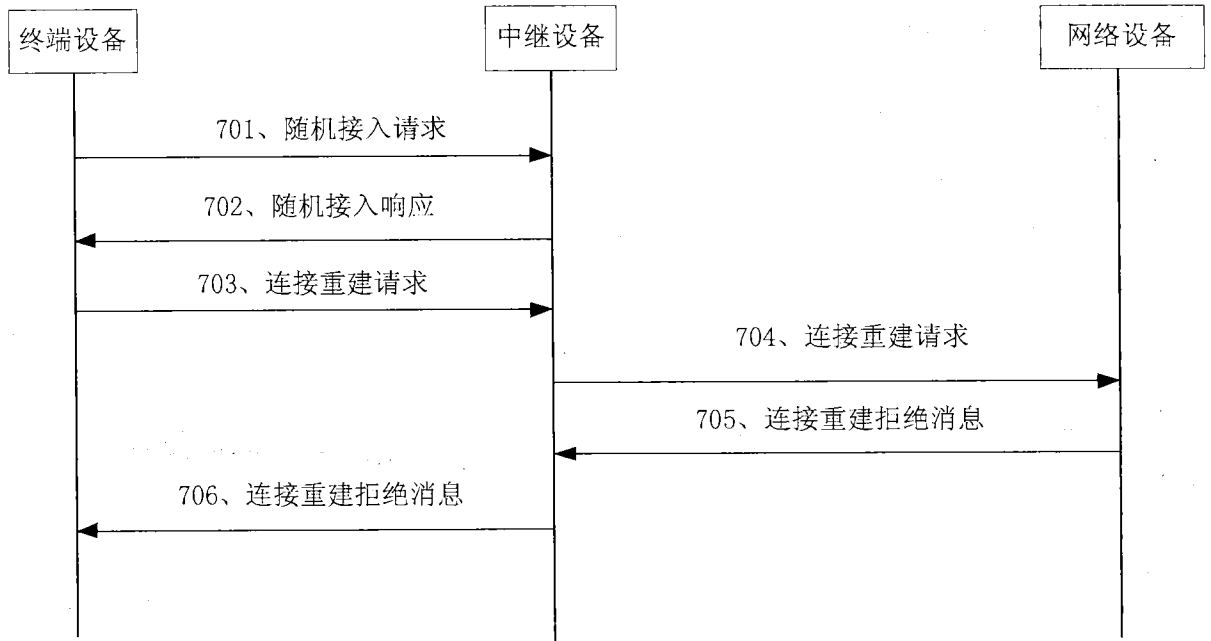 终端设备
中继设备
网络设备
701、随机接入请求
702、随机接入响应
703、连接重建请求
704、连接重建请求
705、连接重建拒绝消息
706、连接重建拒绝消息